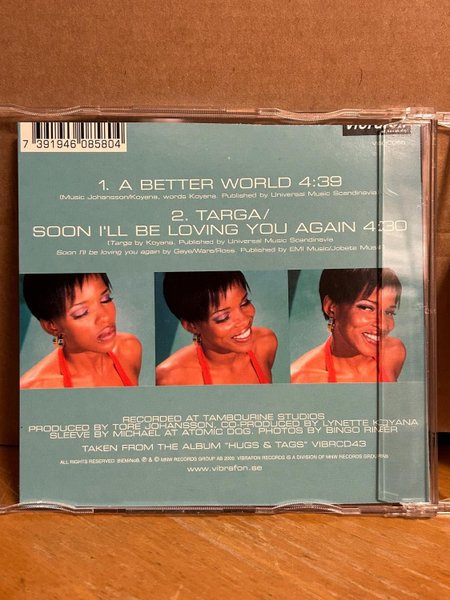 7 391946 085804
vibrafon
1. A BETTER WORLD 4:39
(Music Johansson/Koyana, words Koyana. Published by Universal Music Scandinavia)
2. TARGA/
SOON I'LL BE LOVING YOU AGAIN 4:30
(Targa by Koyana. Published by Universal Music Scandinavia
Soon I'll be loving you again by Gaye/Ware/Ross. Published by EMI Music/Jobete Music)
RECORDED AT TAMBOURINE STUDIOS
PRODUCED BY TORE JOHANSSON, CO-PRODUCED BY LYNETTE KOYANA
SLEEVE BY MICHAEL AT ATOMIC DOG. PHOTOS BY BINGO RIMÉR
TAKEN FROM THE ALBUM "HUGS & TAGS" VIBRCD43
ALL RIGHTS RESERVED. ℗ & © MNW RECORDS GROUP AB 2000. VIBRAFON RECORDS IS A DIVISION OF MNW RECORDS GROUP
www.vibrafon.se